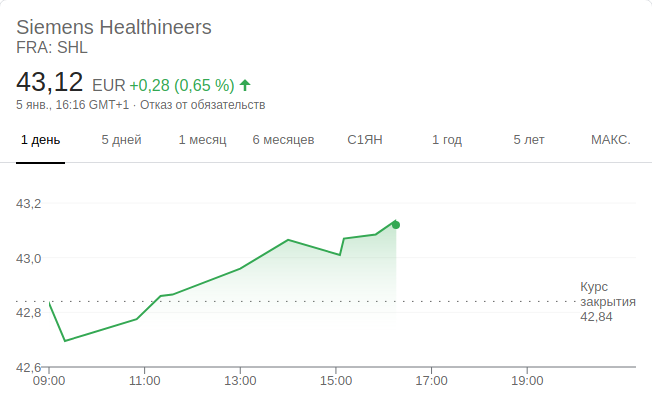 Siemens Healthineers
FRA: SHL
43,12 EUR +0,28 (0,65 %)
5 янв., 16:16 GMT+1 · Отказ от обязательств
1 день 5 дней 1 месяц 6 месяцев С1ЯН 1 год 5 лет МАКС.
43,2
43,0
Курс
закрытия
42,84
42,8
42,6
09:00 11:00 13:00 15:00 17:00 19:00